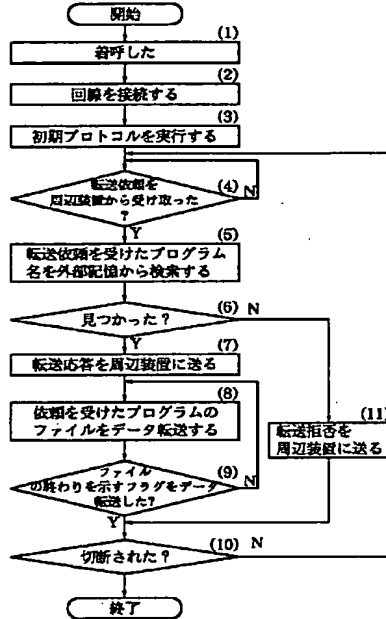 開始
(1)
着呼した
(2)
回線を接続する
(3)
初期プロトコルを実行する
転送依頼を
周辺装置から受け取った
?
(4)
N
Y
(5)
転送依頼を受けたプログラム
名を外部記憶から検索する
(6)
N
見つかった?
Y
(7)
転送応答を周辺装置に送る
(8)
依頼を受けたプログラムの
ファイルをデータ転送する
(11)
転送拒否を
周辺装置に送る
ファイル
の終わりを示すフラグをデータ
転送した?
(9)
N
Y
(10)
N
切断された?
Y
終了